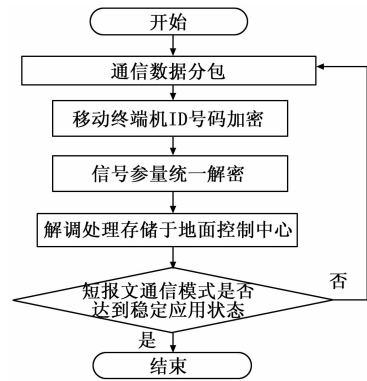 开始
通信数据分包
移动终端机ID号码加密
信号参量统一解密
解调处理存储于地面控制中心
短报文通信模式是否
达到稳定应用状态
否
是
结束